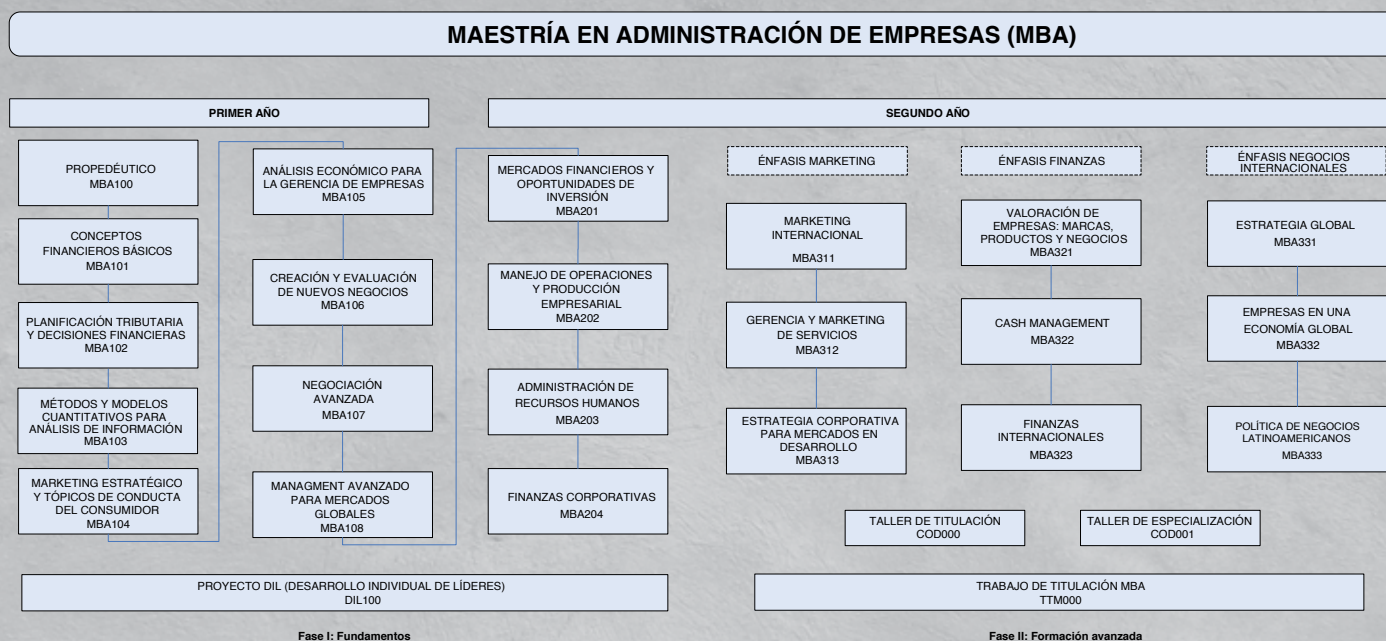 MAESTRÍA EN ADMINISTRACIÓN DE EMPRESAS (MBA)
PRIMER AÑO
PROPEDÉUTICO
MBA100
CONCEPTOS
FINANCIEROS BÁSICOS
MBA101
PLANIFICACIÓN TRIBUTARIA
Y DECISIONES FINANCIERAS
MBA102
MÉTODOS Y MODELOS
CUANTITATIVOS PARA
ANÁLISIS DE INFORMACIÓN
MBA103
MARKETING ESTRATÉGICO
Y TÓPICOS DE CONDUCTA
DEL CONSUMIDOR
MBA104
ANÁLISIS ECONÓMICO PARA
LA GERENCIA DE EMPRESAS
MBA105
CREACIÓN Y EVALUACIÓN
DE NUEVOS NEGOCIOS
MBA106
NEGOCIACIÓN
AVANZADA
MBA107
MANAGMENT AVANZADO
PARA MERCADOS
GLOBALES
MBA108
SEGUNDO AÑO
MERCADOS FINANCIEROS Y
OPORTUNIDADES DE
INVERSIÓN
MBA201
MANEJO DE OPERACIONES
Y PRODUCCIÓN
EMPRESARIAL
MBA202
ADMINISTRACIÓN DE
RECURSOS HUMANOS
MBA203
FINANZAS CORPORATIVAS
MBA204
ÉNFASIS MARKETING
MARKETING
INTERNACIONAL
MBA311
GERENCIA Y MARKETING
DE SERVICIOS
MBA312
ESTRATEGIA CORPORATIVA
PARA MERCADOS EN
DESARROLLO
MBA313
ÉNFASIS FINANZAS
VALORACIÓN DE
EMPRESAS: MARCAS,
PRODUCTOS Y NEGOCIOS
MBA321
CASH MANAGEMENT
MBA322
FINANZAS
INTERNACIONALES
MBA323
ÉNFASIS NEGOCIOS
INTERNACIONALES
ESTRATEGIA GLOBAL
MBA331
EMPRESAS EN UNA
ECONOMÍA GLOBAL
MBA332
POLÍTICA DE NEGOCIOS
LATINOAMERICANOS
MBA333
TALLER DE TITULACIÓN
COD000
TALLER DE ESPECIALIZACIÓN
COD001
PROYECTO DIL (DESARROLLO INDIVIDUAL DE LÍDERES)
DIL100
TRABAJO DE TITULACIÓN MBA
TTM000
Fase I: Fundamentos
Fase II: Formación avanzada